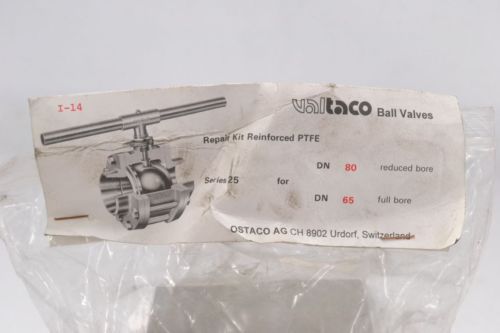 I-14
valtaco Ball Valves
Repair Kit Reinforced PTFE
DN 80 reduced bore
Series 25 for
DN 65 full bore
OSTACO AG CH 8902 Urdorf, Switzerland